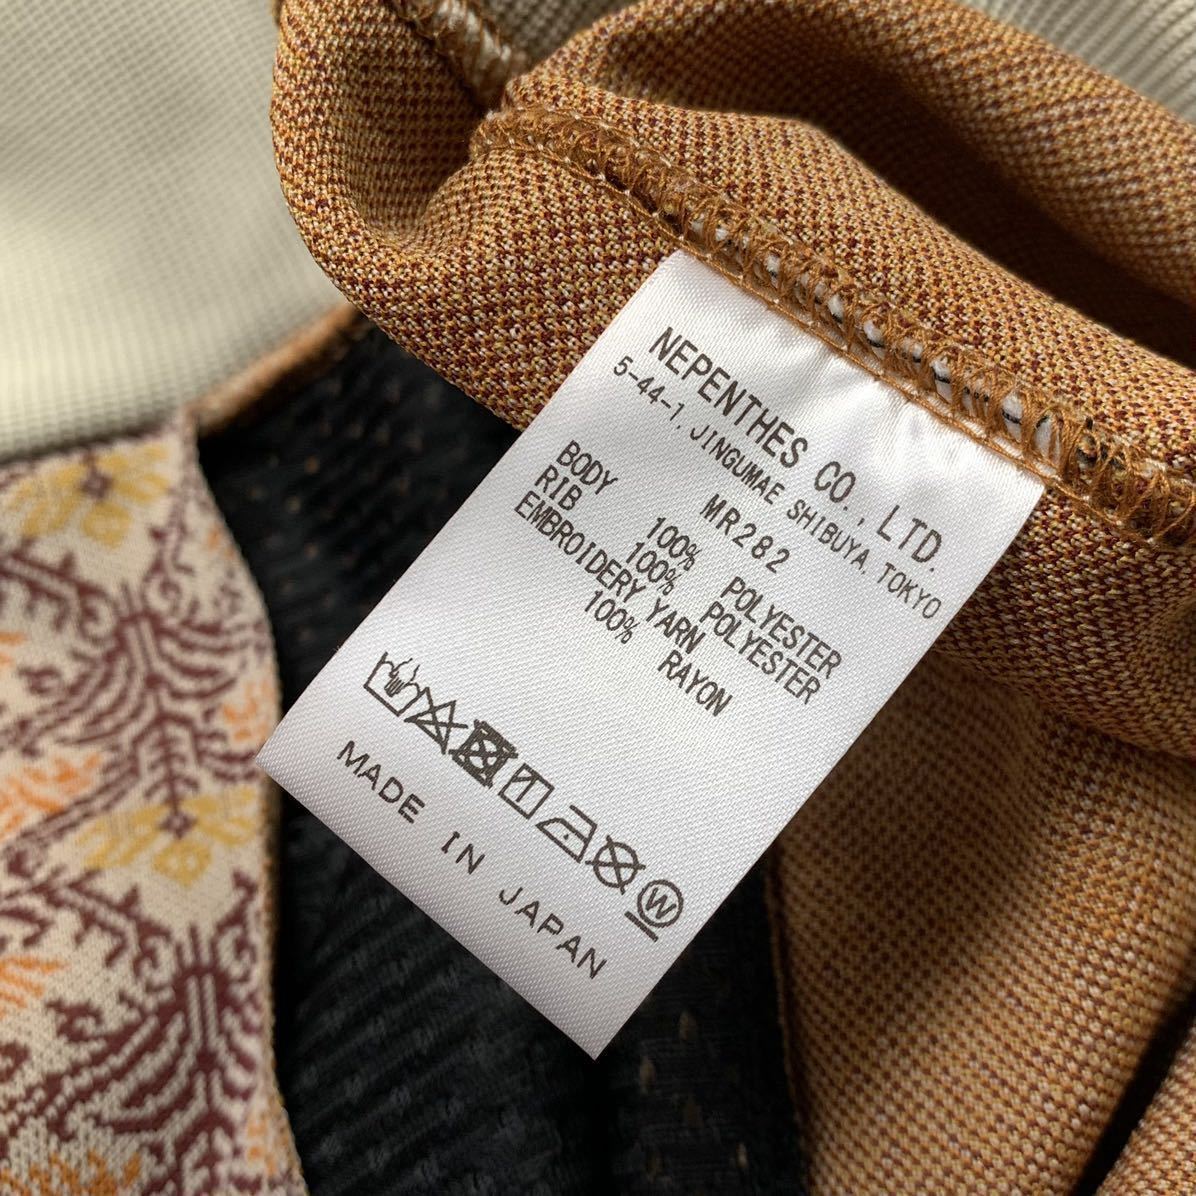 NEPENTHES CO., LTD.
5-44-1, JINGUMAE SHIBUYA, TOKYO
MR282
BODY 100% POLYESTER
RIB 100% POLYESTER
EMBROIDERY YARN
100% RAYON
W
MADE IN JAPAN